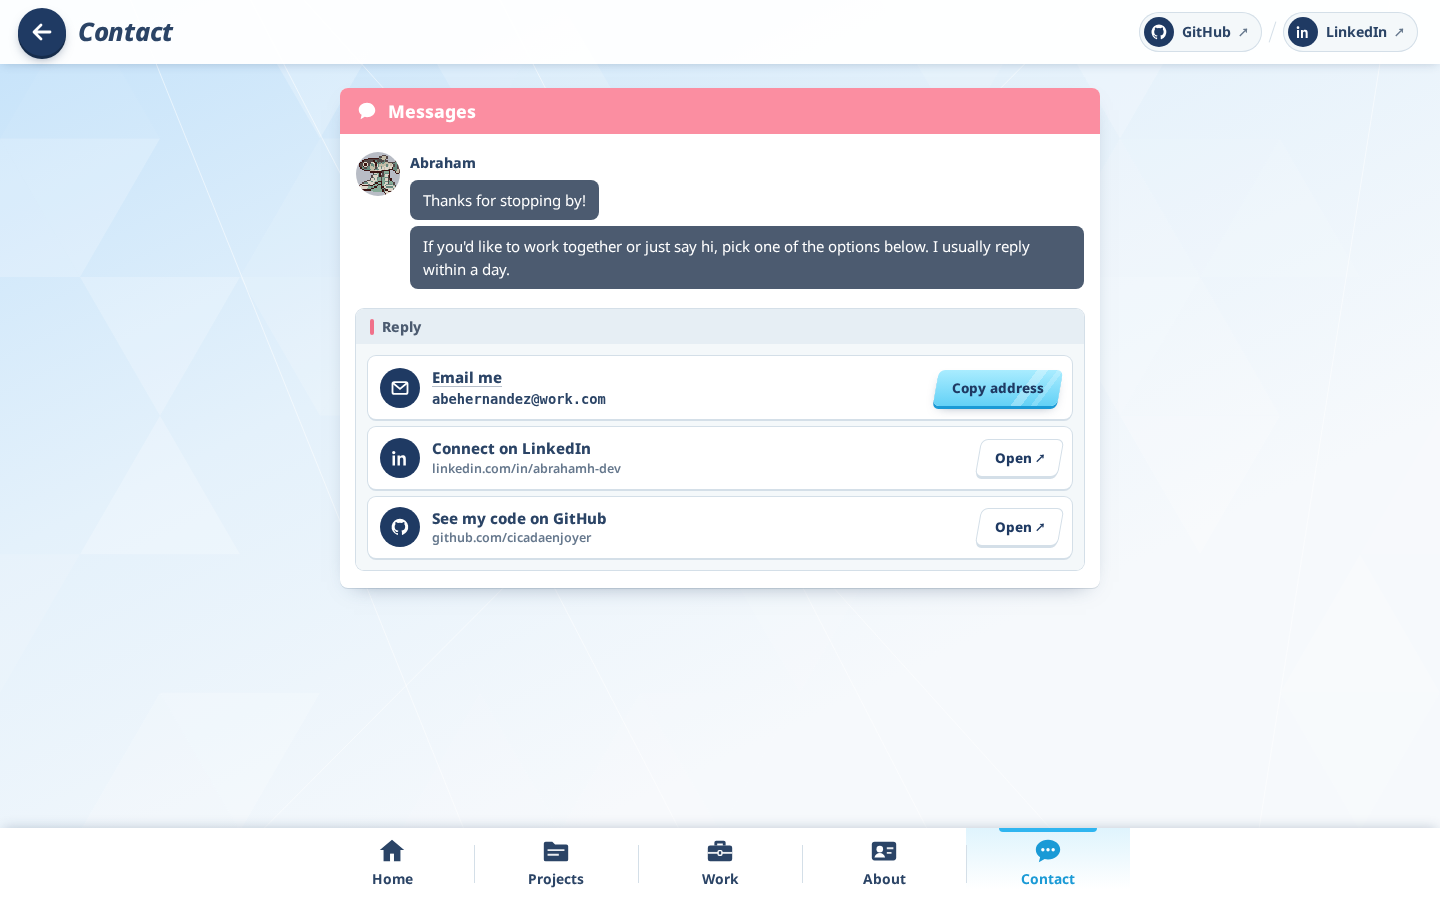 Contact
GitHub ↗ / LinkedIn ↗
Messages
Abraham
Thanks for stopping by!
If you'd like to work together or just say hi, pick one of the options below. I usually reply
within a day.
Reply
Email me
abehernandez@work.com
Copy address
Connect on LinkedIn
linkedin.com/in/abrahamh-dev
Open ↗
See my code on GitHub
github.com/cicadaenjoyer
Open ↗
Home
Projects
Work
About
Contact